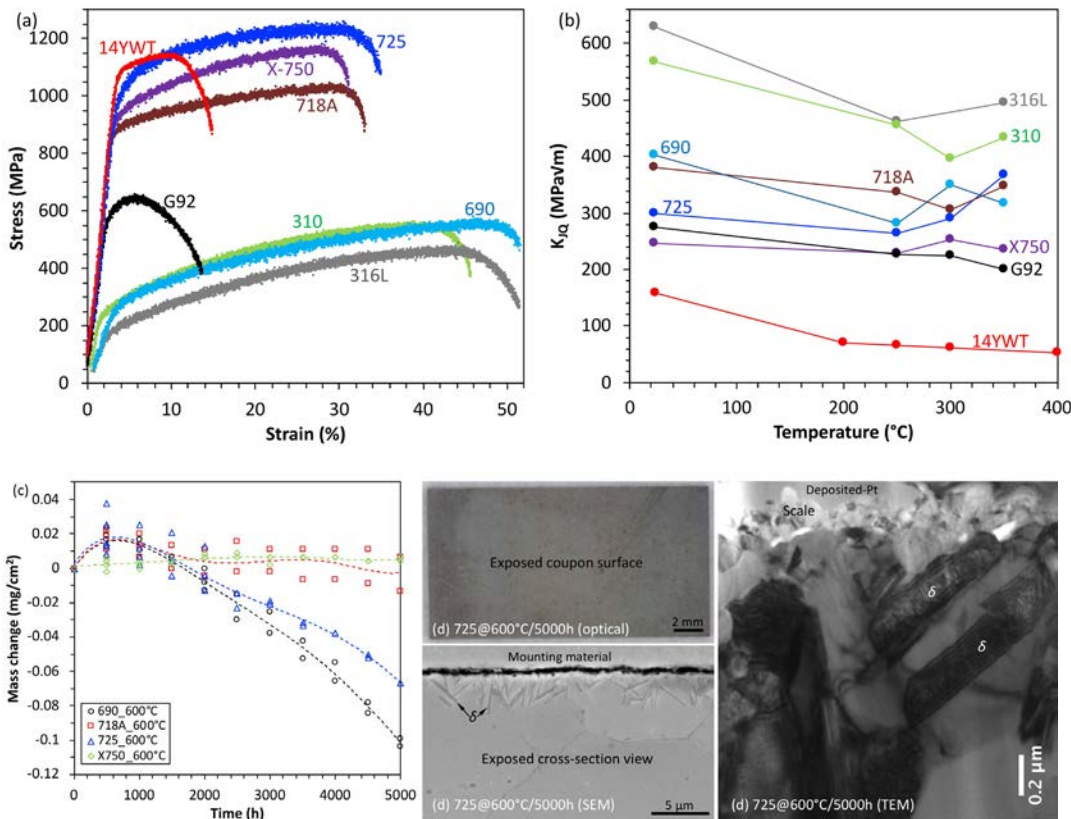 (a)
1200
1000
800
600
400
200
0
Stress (MPa)
0 10 20 30 40 50
Strain (%)
14YWT
725
X-750
718A
G92
310
690
316L
(b)
600
500
400
300
200
100
0
K_JQ (MPa√m)
0 100 200 300 400
Temperature (°C)
316L
310
690
718A
725
X750
G92
14YWT
(c)
0.04
0.02
0
-0.02
-0.04
-0.06
-0.08
-0.1
-0.12
Mass change (mg/cm²)
0 1000 2000 3000 4000 5000
Time (h)
690_600°C
718A_600°C
725_600°C
X750_600°C
Exposed coupon surface
2 mm
(d) 725@600°C/5000h (optical)
Mounting material
δ
Exposed cross-section view
(d) 725@600°C/5000h (SEM)
5 µm
Deposited-Pt
Scale
δ
δ
(d) 725@600°C/5000h (TEM)
0.2 µm